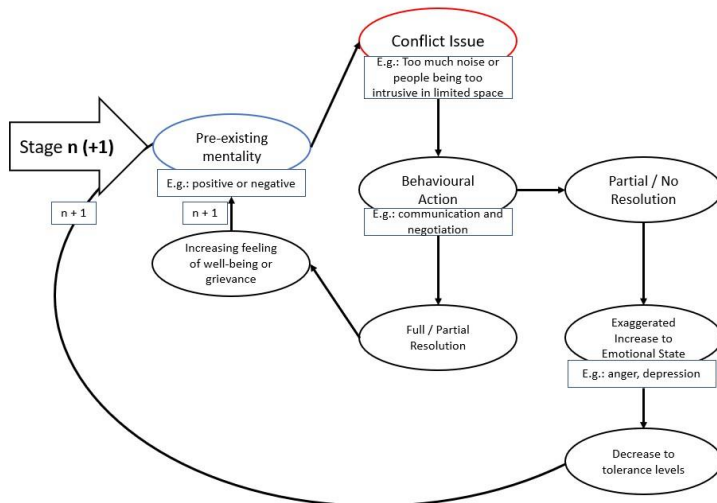 Conflict Issue
E.g.: Too much noise or
people being too
intrusive in limited space
Stage n (+1)
Pre-existing
mentality
E.g.: positive or negative
n + 1
n + 1
Behavioural
Action
E.g.: communication and
negotiation
Partial / No
Resolution
Increasing feeling
of well-being or
grievance
Full / Partial
Resolution
Exaggerated
Increase to
Emotional State
E.g.: anger, depression
Decrease to
tolerance levels